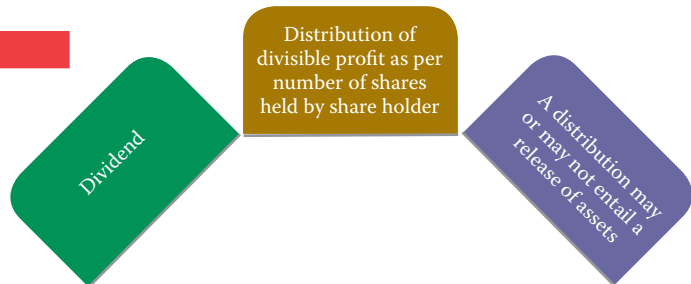 Dividend
Distribution of
divisible profit as per
number of shares
held by share holder
A distribution may
or may not entail a
release of assets